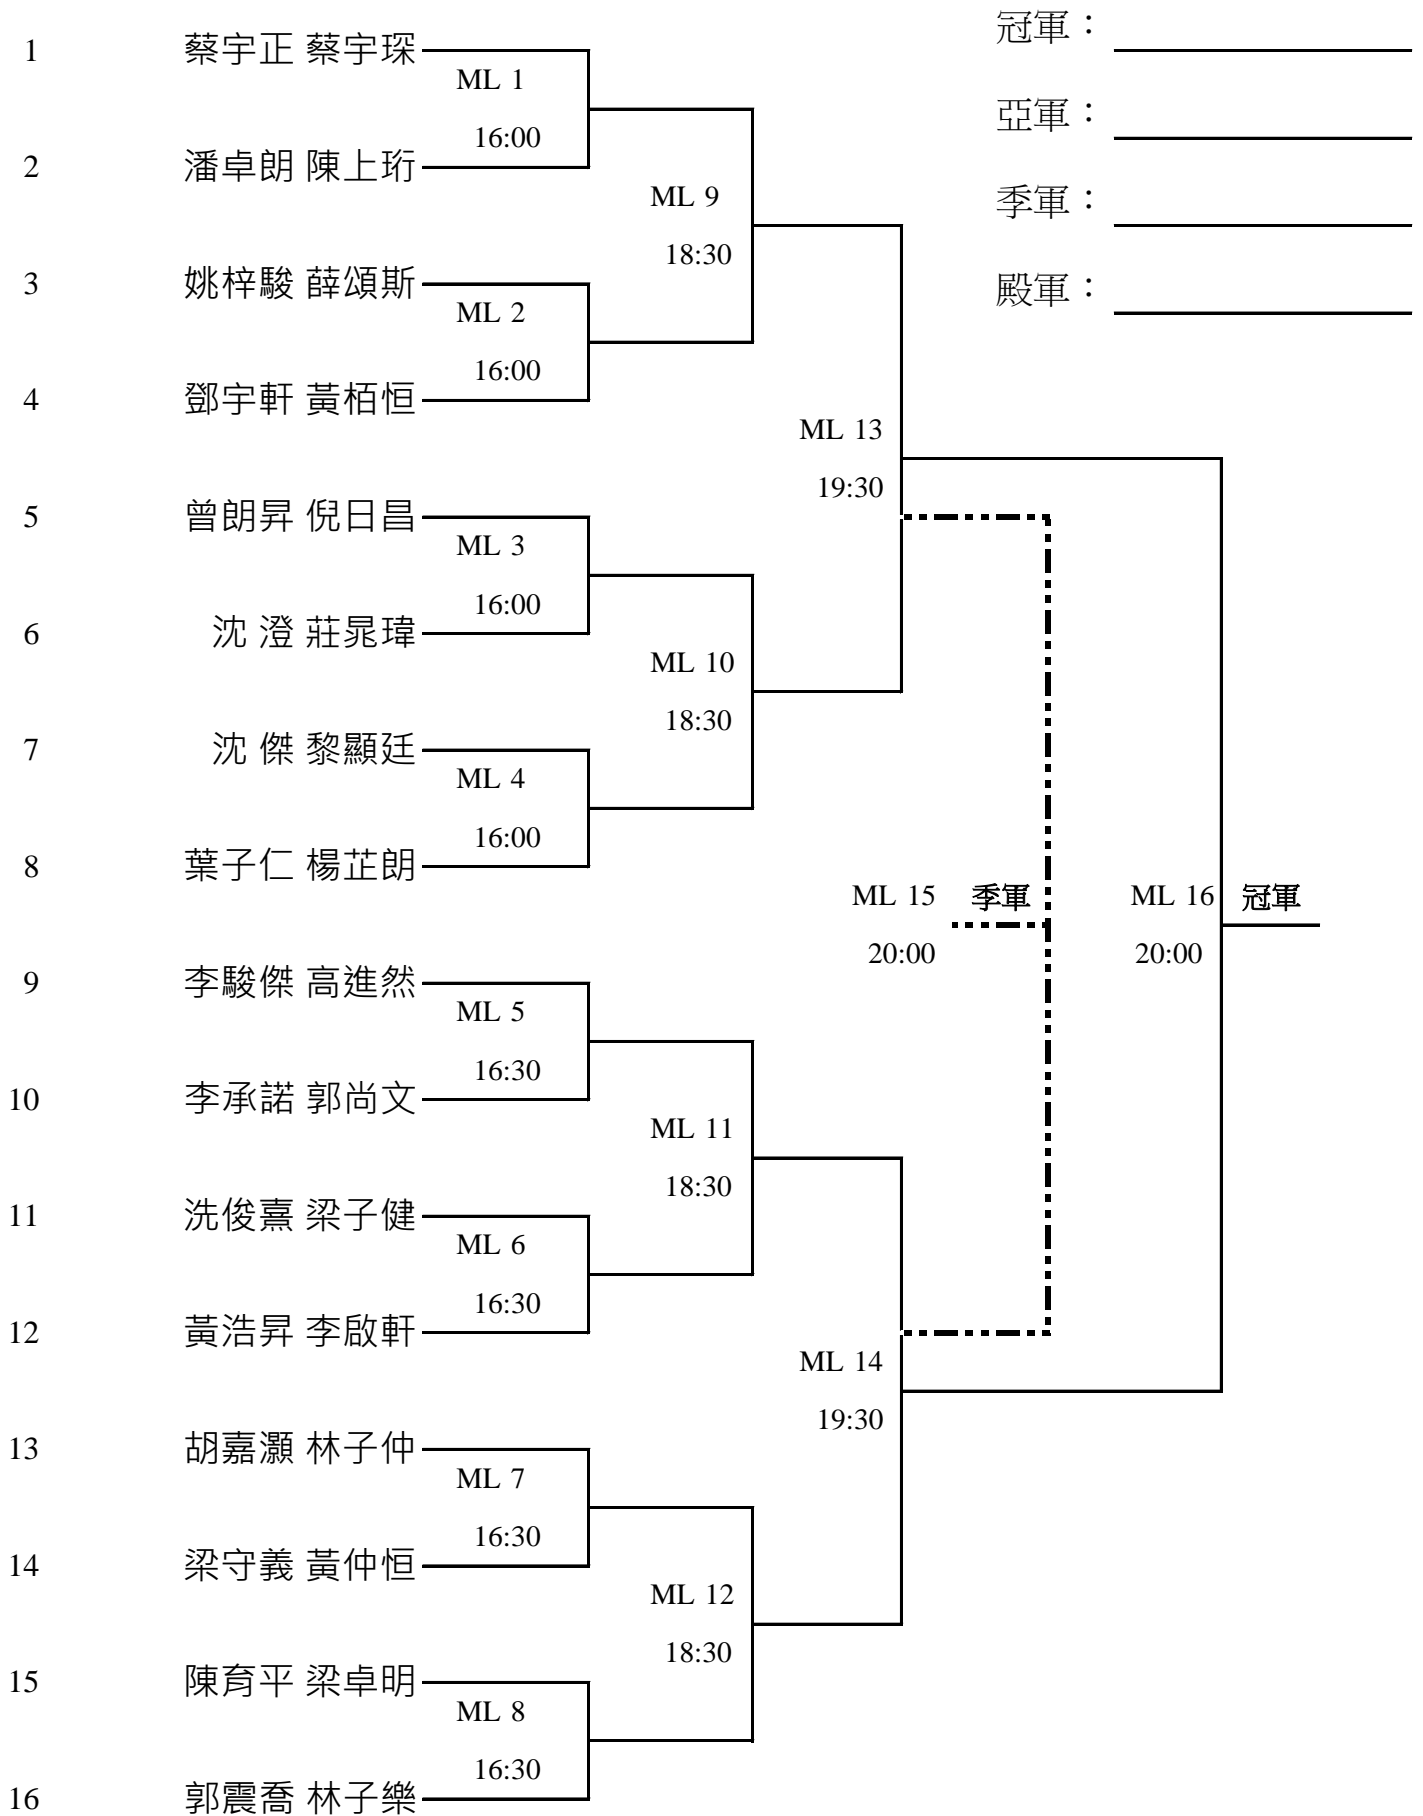 冠軍：
1 蔡宇正 蔡宇琛
ML 1
亞軍：
16:00
2 潘卓朗 陳上珩
ML 9
季軍：
18:30
3 姚梓駿 薛頌斯
殿軍：
ML 2
16:00
4 鄧宇軒 黃栢恒
ML 13
19:30
5 曾朗昇 倪日昌
ML 3
16:00
6 沈 澄 莊晁瑋
ML 10
18:30
7 沈 傑 黎顯廷
ML 4
16:00
8 葉子仁 楊芷朗
ML 15 季軍 ML 16 冠軍
20:00 20:00
9 李駿傑 高進然
ML 5
16:30
10 李承諾 郭尚文
ML 11
18:30
11 洗俊熹 梁子健
ML 6
16:30
12 黃浩昇 李啟軒
ML 14
19:30
13 胡嘉灝 林子仲
ML 7
16:30
14 梁守義 黃仲恒
ML 12
18:30
15 陳育平 梁卓明
ML 8
16:30
16 郭震喬 林子樂